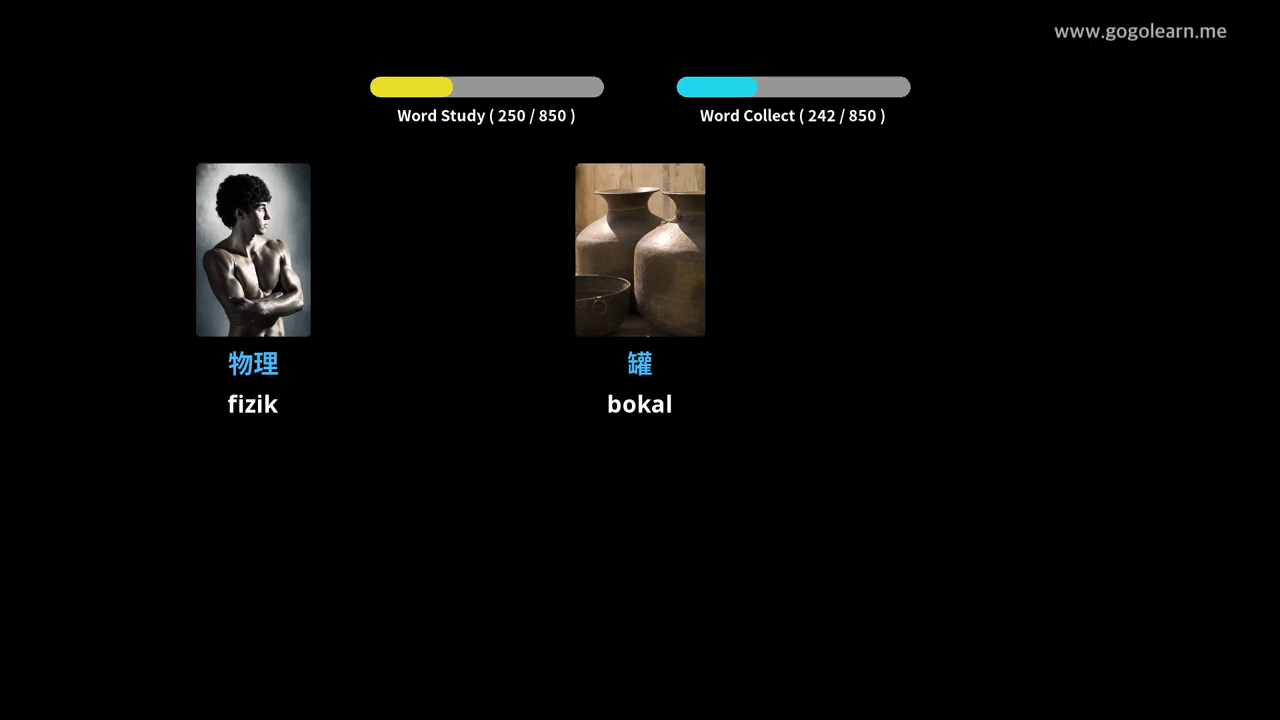 www.gogolearn.me
Word Study ( 250 / 850 )
Word Collect ( 242 / 850 )
物理
fizik
罐
bokal